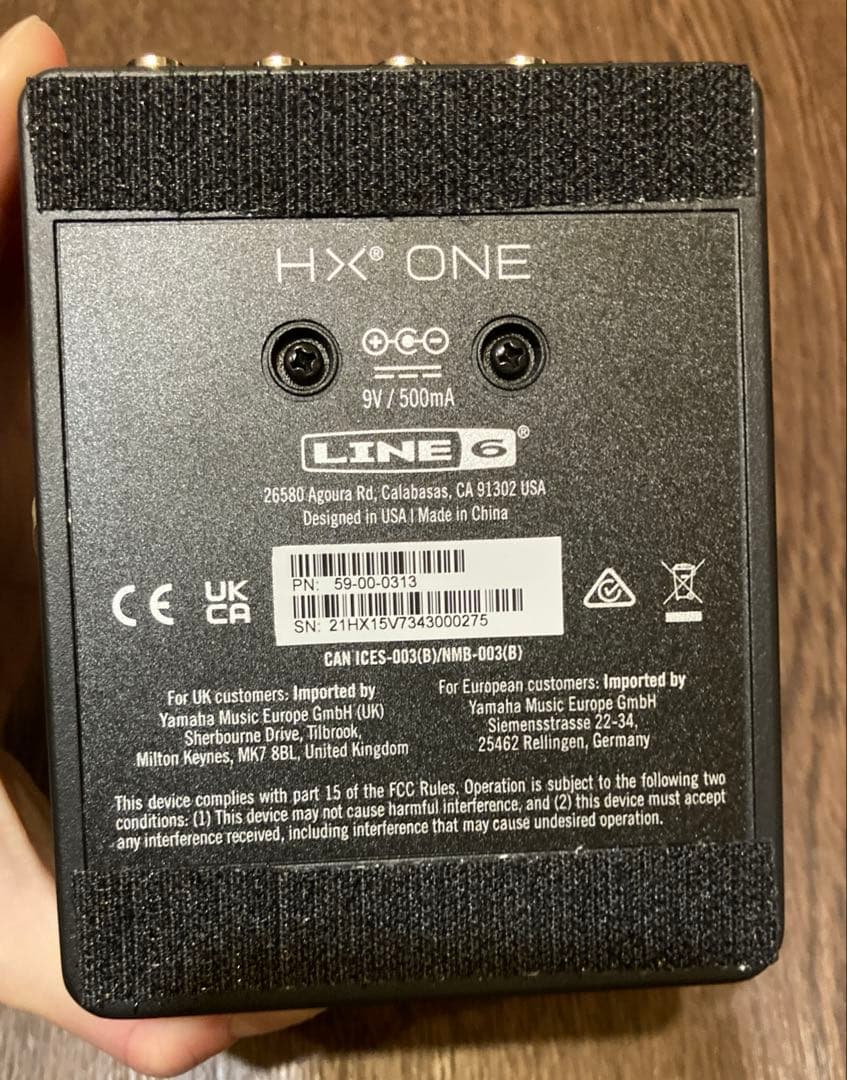 HX® ONE
9V / 500mA
LINE 6®
26580 Agoura Rd, Calabasas, CA 91302 USA
Designed in USA | Made in China
PN: 59-00-0313
SN: 21HX15V7343000275
CE
UK
CA
CAN ICES-003(B)/NMB-003(B)
For UK customers: Imported by
Yamaha Music Europe GmbH (UK)
Sherbourne Drive, Tilbrook,
Milton Keynes, MK7 8BL, United Kingdom
For European customers: Imported by
Yamaha Music Europe GmbH
Siemensstrasse 22-34,
25462 Rellingen, Germany
This device complies with part 15 of the FCC Rules. Operation is subject to the following two
conditions: (1) This device may not cause harmful interference, and (2) this device must accept
any interference received, including interference that may cause undesired operation.